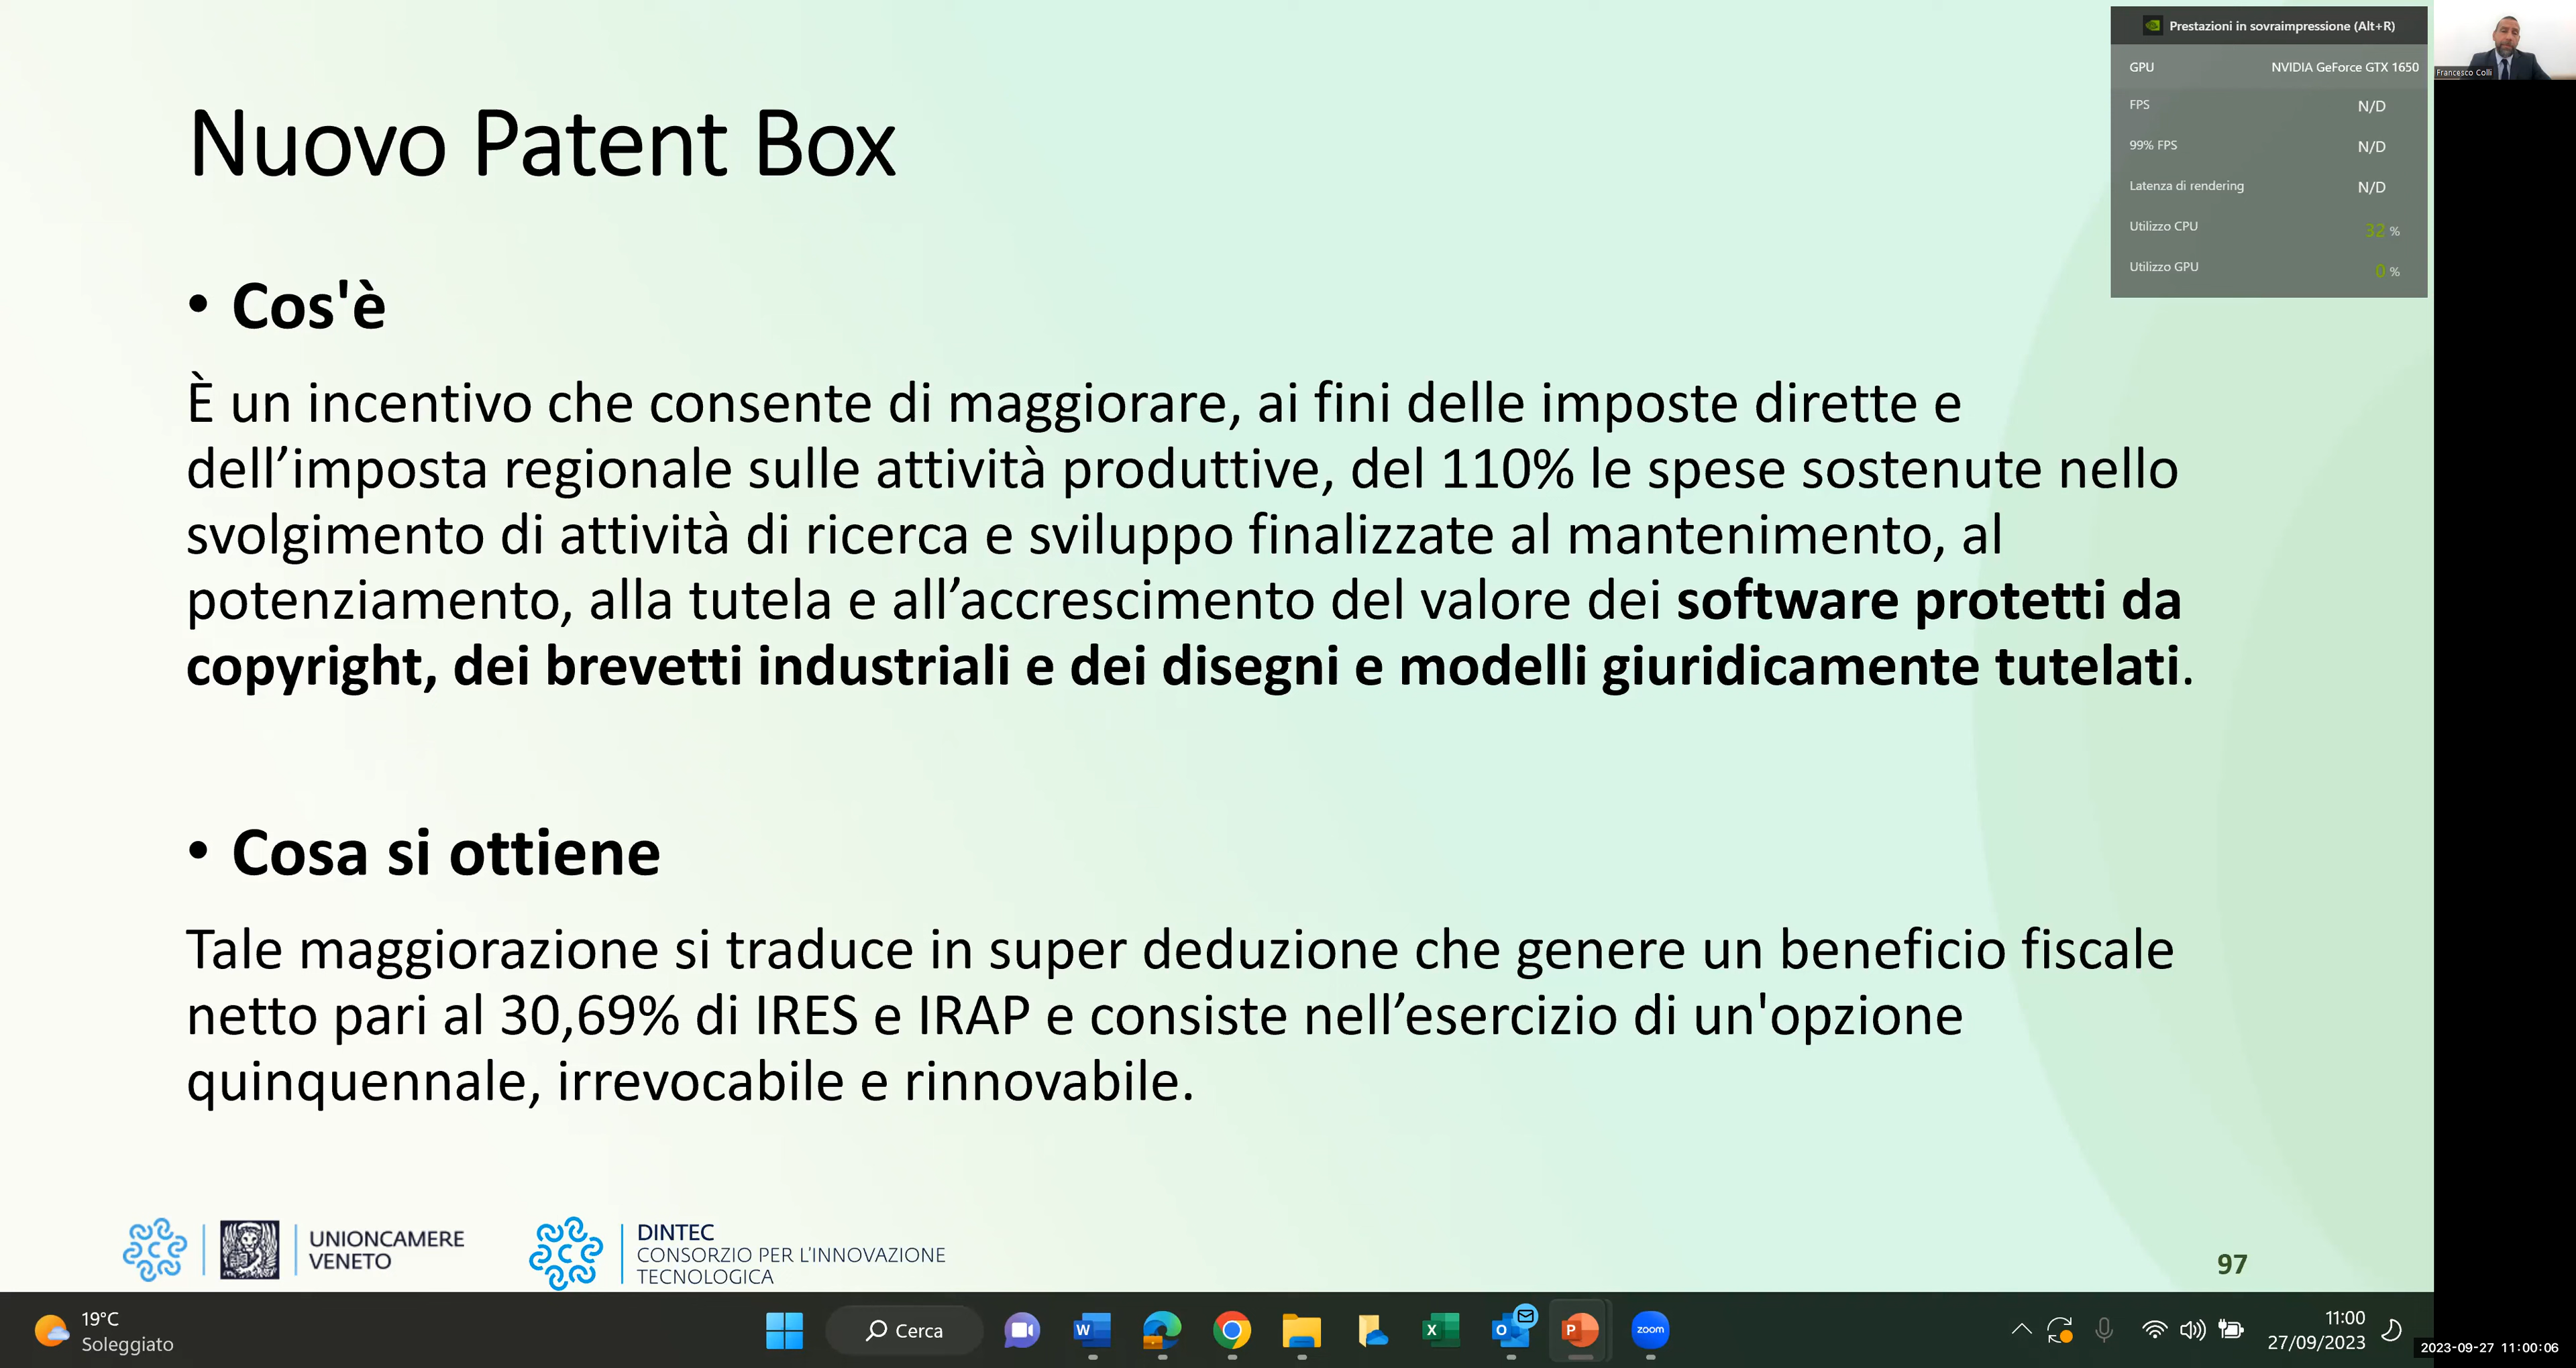 Nuovo Patent Box
• Cos'è
È un incentivo che consente di maggiorare, ai fini delle imposte dirette e
dell’imposta regionale sulle attività produttive, del 110% le spese sostenute nello
svolgimento di attività di ricerca e sviluppo finalizzate al mantenimento, al
potenziamento, alla tutela e all’accrescimento del valore dei software protetti da
copyright, dei brevetti industriali e dei disegni e modelli giuridicamente tutelati.
• Cosa si ottiene
Tale maggiorazione si traduce in super deduzione che genere un beneficio fiscale
netto pari al 30,69% di IRES e IRAP e consiste nell’esercizio di un'opzione
quinquennale, irrevocabile e rinnovabile.
UNIONCAMERE
VENETO
DINTEC
CONSORZIO PER L'INNOVAZIONE
TECNOLOGICA
97
Prestazioni in sovraimpressione (Alt+R)
GPU NVIDIA GeForce GTX 1650
FPS N/D
99% FPS N/D
Latenza di rendering N/D
Utilizzo CPU 32 %
Utilizzo GPU 0 %
Francesco Colli
19°C
Soleggiato
Cerca
zoom
11:00
27/09/2023
2023-09-27 11:00:06